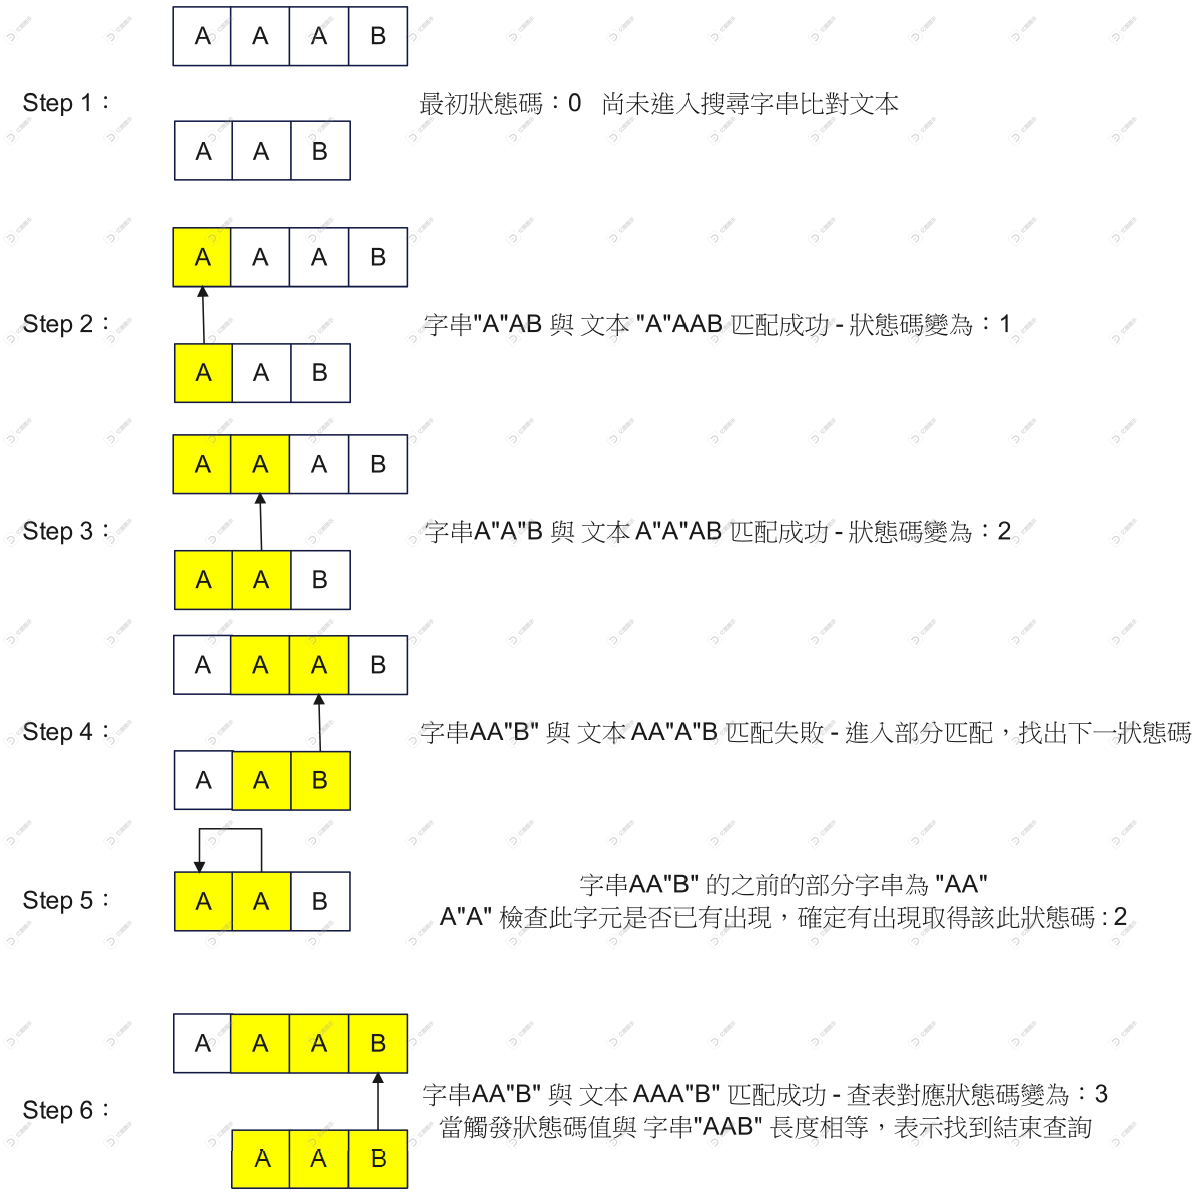 A A A B
Step 1：
最初狀態碼：0 尚未進入搜尋字串比對文本
A A B
A A A B
Step 2：
字串"A"AB 與 文本 "A"AAB 匹配成功 - 狀態碼變為：1
A A B
A A A B
Step 3：
字串A"A"B 與 文本 A"A"AB 匹配成功 - 狀態碼變為：2
A A B
A A A B
Step 4：
字串AA"B" 與 文本 AA"A"B 匹配失敗 - 進入部分匹配，找出下一狀態碼
A A B
A A B
Step 5：
字串AA"B" 的之前的部分字串為 "AA"
A"A" 檢查此字元是否已有出現，確定有出現取得該此狀態碼 : 2
A A A B
Step 6：
字串AA"B" 與 文本 AAA"B" 匹配成功 - 查表對應狀態碼變為：3
當觸發狀態碼值與 字串"AAB" 長度相等，表示找到結束查詢
A A B